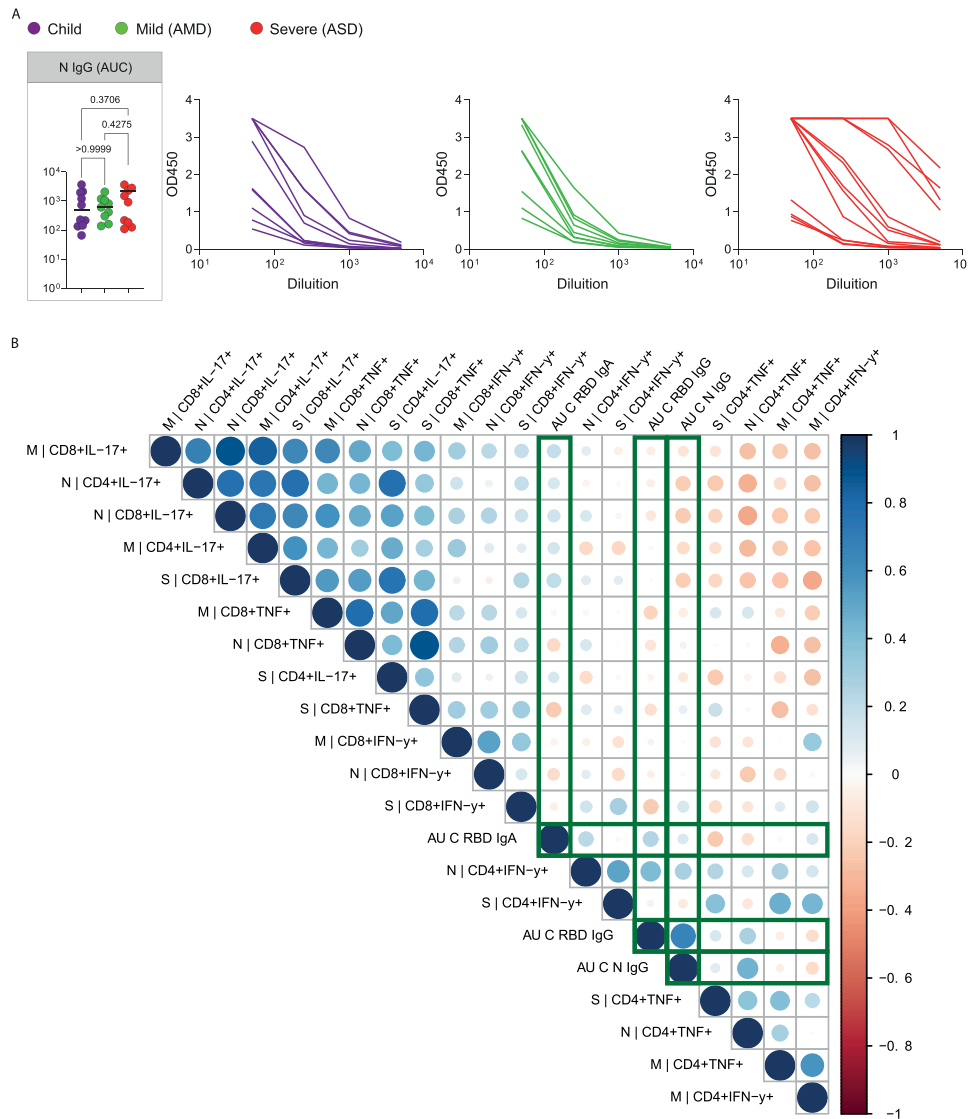 A
Child
Mild (AMD)
Severe (ASD)
N IgG (AUC)
0.3706
0.4275
>0.9999
10⁴
10³
10²
10¹
10⁰
4
3
2
1
0
OD450
10¹
10²
10³
10⁴
Diilution
4
3
2
1
0
OD450
10¹
10²
10³
10⁴
Diilution
4
3
2
1
0
OD450
10¹
10²
10³
10
Diilution
B
M | CD8+IL−17+
N | CD4+IL−17+
N | CD8+IL−17+
M | CD4+IL−17+
S | CD8+IL−17+
M | CD8+TNF+
N | CD8+TNF+
S | CD4+IL−17+
S | CD8+TNF+
M | CD8+IFN−y+
N | CD8+IFN−y+
S | CD8+IFN−y+
AU C RBD IgA
N | CD4+IFN−y+
S | CD4+IFN−y+
AU C RBD IgG
AU C N IgG
S | CD4+TNF+
N | CD4+TNF+
M | CD4+TNF+
M | CD4+IFN−y+
M | CD8+IL−17+
N | CD4+IL−17+
N | CD8+IL−17+
M | CD4+IL−17+
S | CD8+IL−17+
M | CD8+TNF+
N | CD8+TNF+
S | CD4+IL−17+
S | CD8+TNF+
M | CD8+IFN−y+
N | CD8+IFN−y+
S | CD8+IFN−y+
AU C RBD IgA
N | CD4+IFN−y+
S | CD4+IFN−y+
AU C RBD IgG
AU C N IgG
S | CD4+TNF+
N | CD4+TNF+
M | CD4+TNF+
M | CD4+IFN−y+
1
0. 8
0. 6
0. 4
0. 2
0
−0. 2
−0. 4
−0. 6
−0. 8
−1